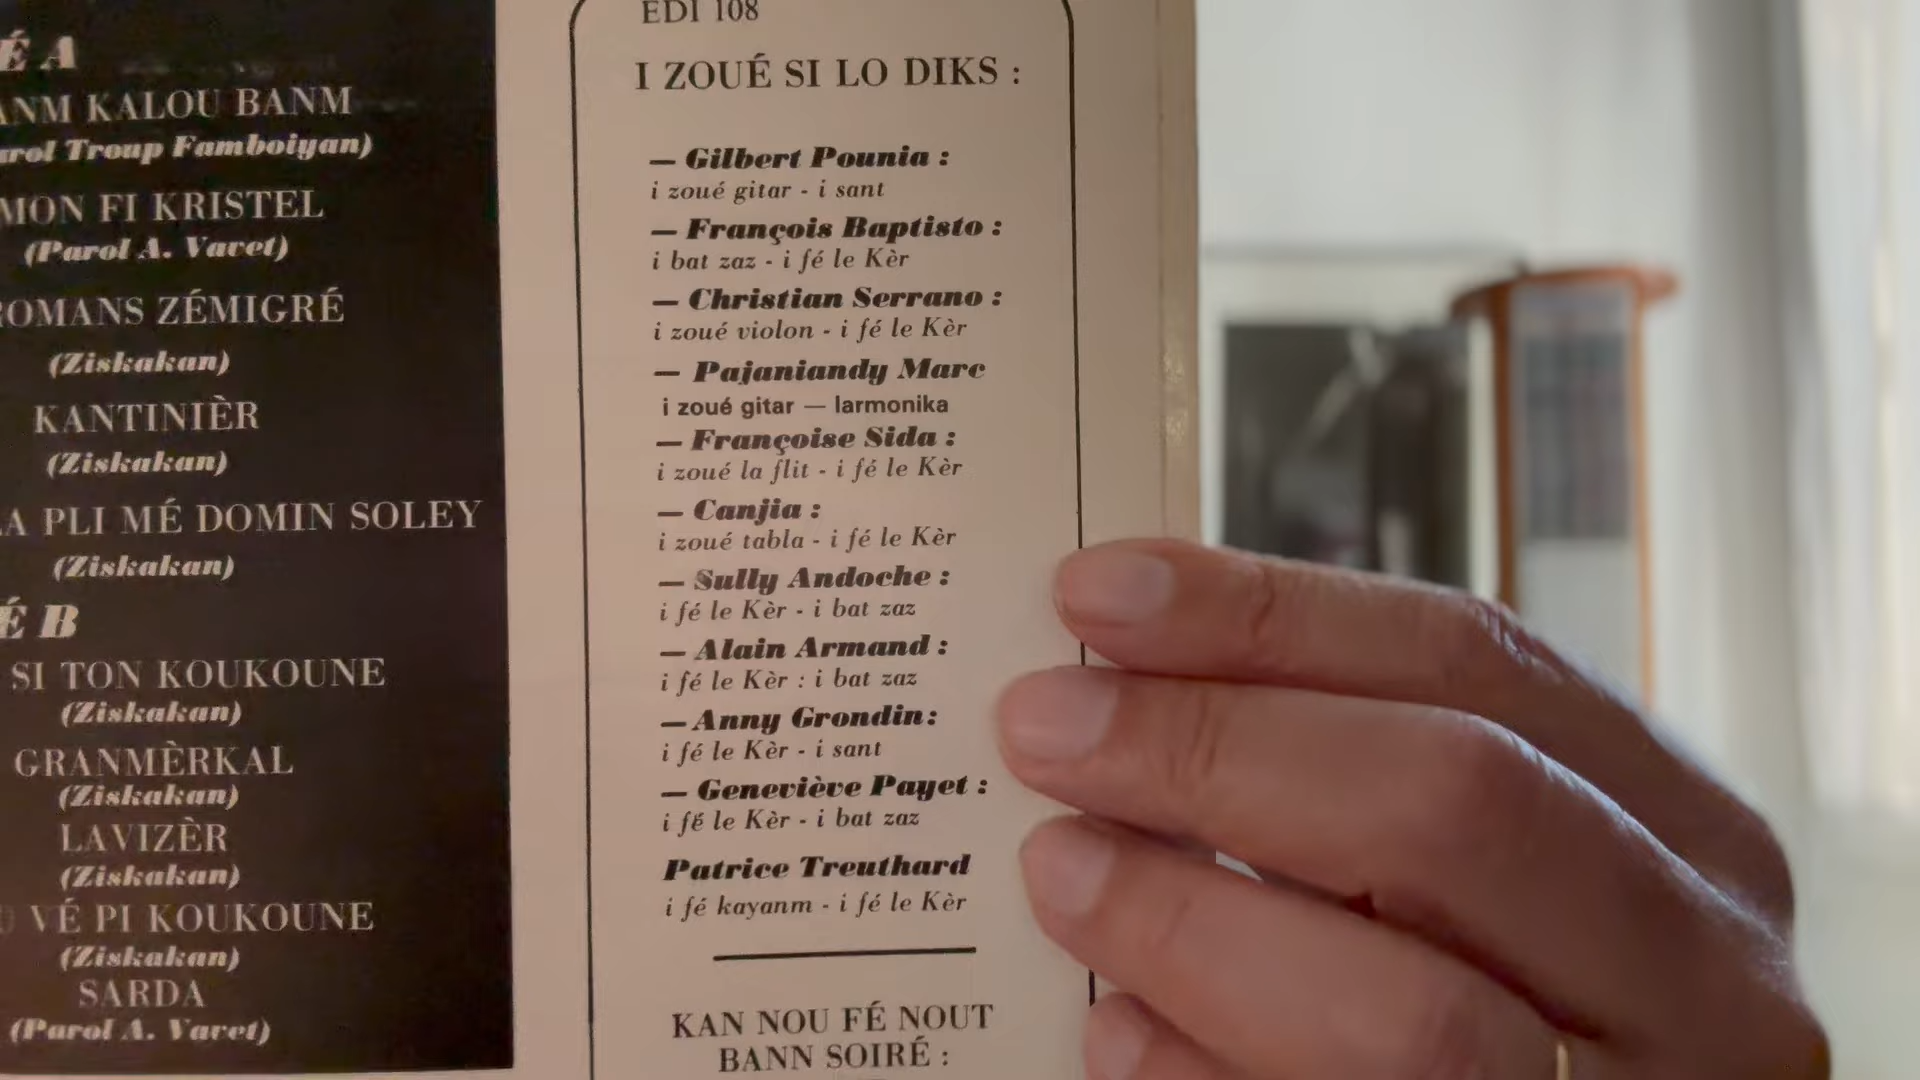 É A
KALOU BANM
Troup Famboiyan)
MON FI KRISTEL
(Parol A. Vavet)
ZÉMIGRÉ
(Ziskakan)
KANTINIÈR
(Ziskakan)
PLI MÉ DOMIN SOLEY
(Ziskakan)
É B
SI TON KOUKOUNE
(Ziskakan)
GRANMÈRKAL
(Ziskakan)
LAVIZÈR
(Ziskakan)
VÉ PI KOUKOUNE
(Ziskakan)
SARDA
(Parol A. Vavet)
EDI 108
I ZOUÉ SI LO DIKS :
— Gilbert Pounia :
i zoué gitar - i sant
— François Baptisto :
i bat zaz - i fé le Kèr
— Christian Serrano :
i zoué violon - i fé le Kèr
— Pajaniandy Marc
i zoué gitar — larmonika
— Françoise Sida :
i zoué la flit - i fé le Kèr
— Canjia :
i zoué tabla - i fé le Kèr
— Sully Andoche :
i fé le Kèr - i bat zaz
— Alain Armand :
i fé le Kèr : i bat zaz
— Anny Grondin:
i fé le Kèr - i sant
— Geneviève Payet :
i fé le Kèr - i bat zaz
Patrice Treuthard
i fé kayanm - i fé le Kèr
KAN NOU FÉ NOUT
BANN SOIRÉ :